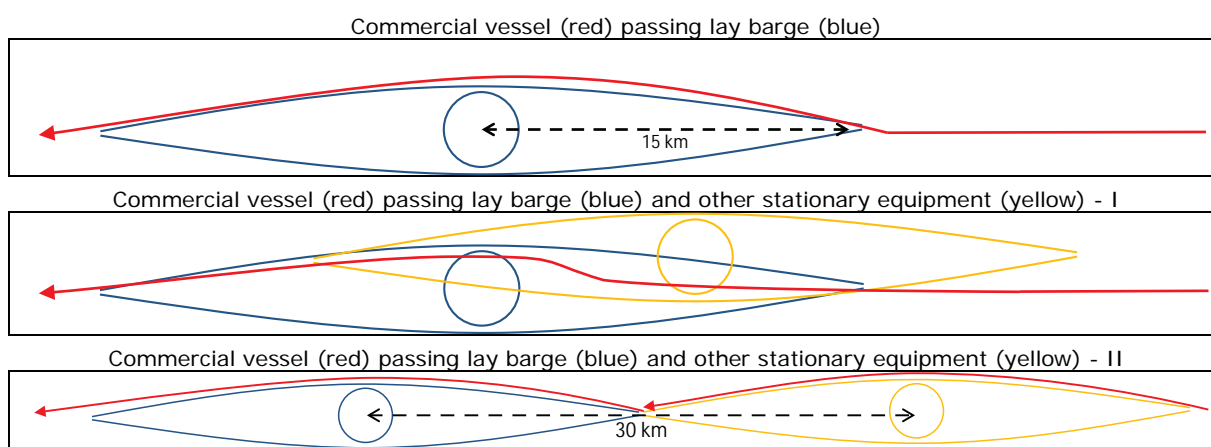 Commercial vessel (red) passing lay barge (blue)
15 km
Commercial vessel (red) passing lay barge (blue) and other stationary equipment (yellow) - I
Commercial vessel (red) passing lay barge (blue) and other stationary equipment (yellow) - II
30 km